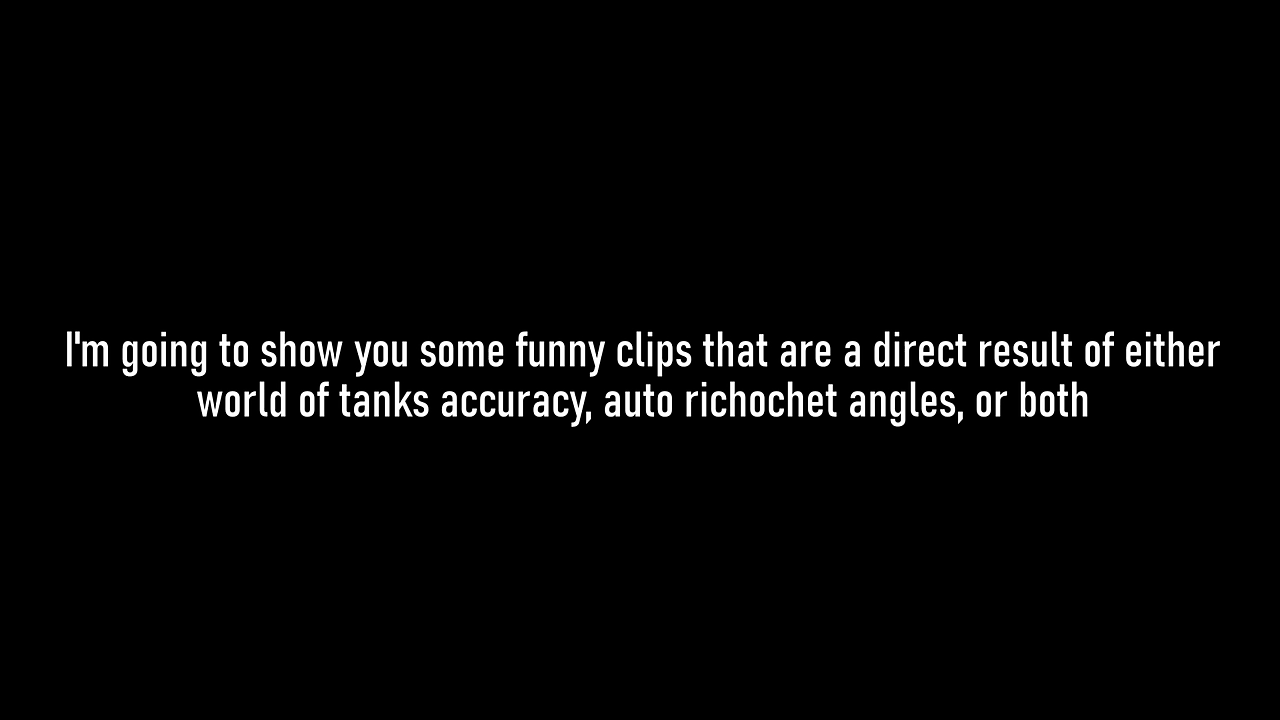 I'm going to show you some funny clips that are a direct result of either
world of tanks accuracy, auto richochet angles, or both